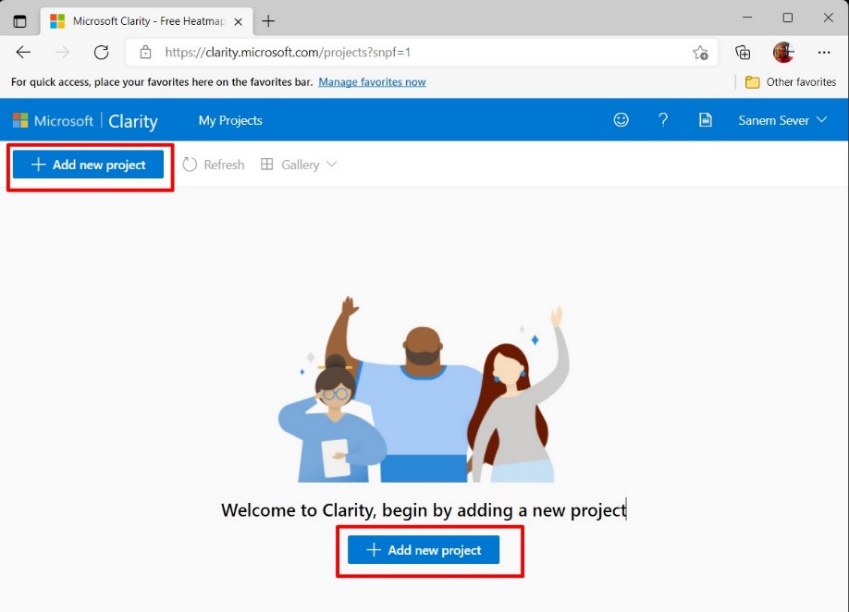 Microsoft Clarity - Free Heatmap
https://clarity.microsoft.com/projects?snpf=1
For quick access, place your favorites here on the favorites bar. Manage favorites now
Other favorites
Microsoft | Clarity
My Projects
?
Sanem Sever
+ Add new project
Refresh
Gallery
Welcome to Clarity, begin by adding a new project
+ Add new project